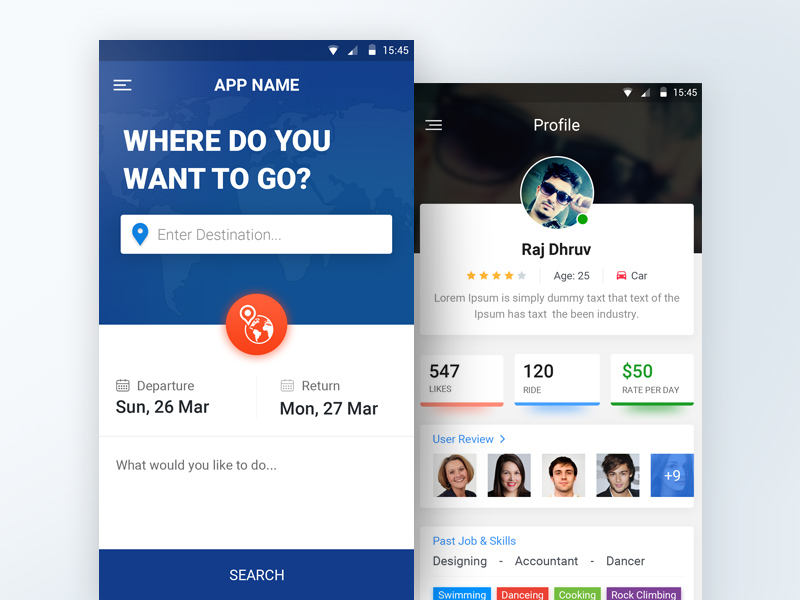 15:45
APP NAME
WHERE DO YOU
WANT TO GO?
Enter Destination...
Departure
Sun, 26 Mar
Return
Mon, 27 Mar
What would you like to do...
SEARCH
15:45
Profile
Raj Dhruv
Age: 25
Car
Lorem Ipsum is simply dummy taxt that text of the
Ipsum has taxt the been industry.
547
LIKES
120
RIDE
$50
RATE PER DAY
User Review >
+9
Past Job & Skills
Designing - Accountant - Dancer
Swimming Danceing Cooking Rock Climbing